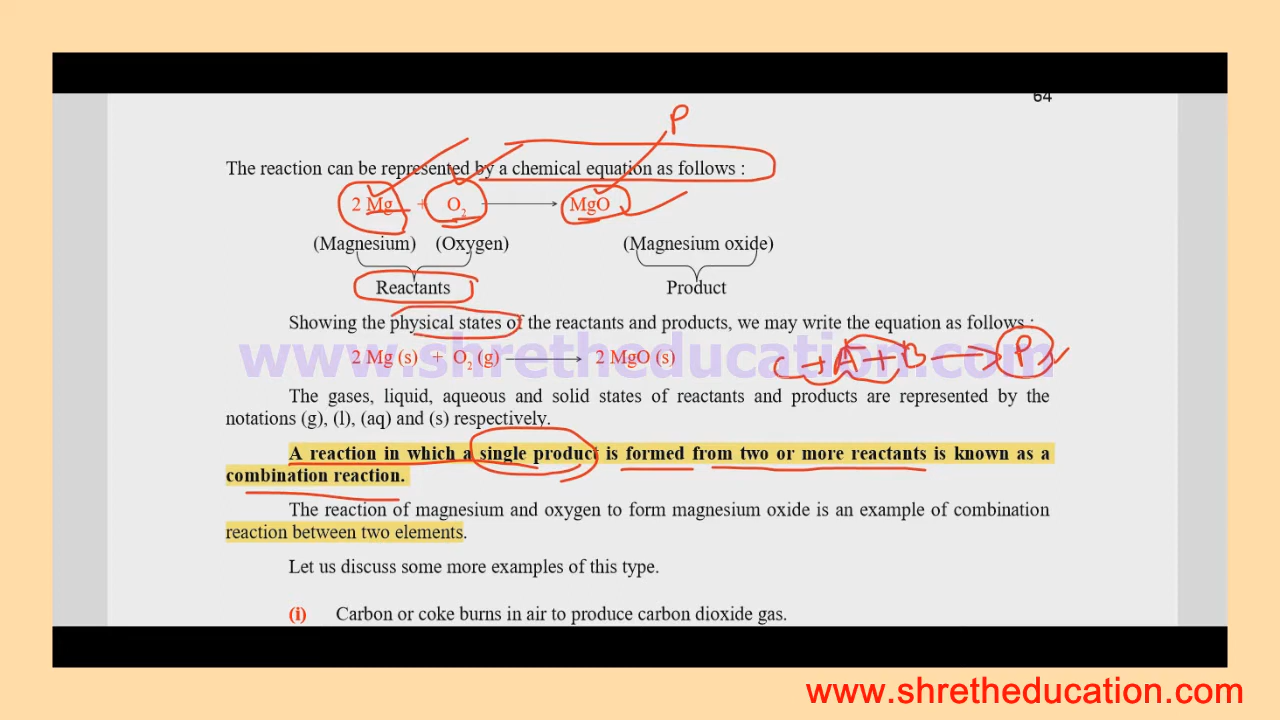 64
P
The reaction can be represented by a chemical equation as follows :
2 Mg + O2 ⟶ MgO
(Magnesium) (Oxygen) (Magnesium oxide)
Reactants Product
Showing the physical states of the reactants and products, we may write the equation as follows :
www.shretheducation.com
2 Mg (s) + O2 (g) ⟶ 2 MgO (s)
C + A + B ⟶ P
The gases, liquid, aqueous and solid states of reactants and products are represented by the
notations (g), (l), (aq) and (s) respectively.
A reaction in which a single product is formed from two or more reactants is known as a
combination reaction.
The reaction of magnesium and oxygen to form magnesium oxide is an example of combination
reaction between two elements.
Let us discuss some more examples of this type.
(i) Carbon or coke burns in air to produce carbon dioxide gas.
www.shretheducation.com